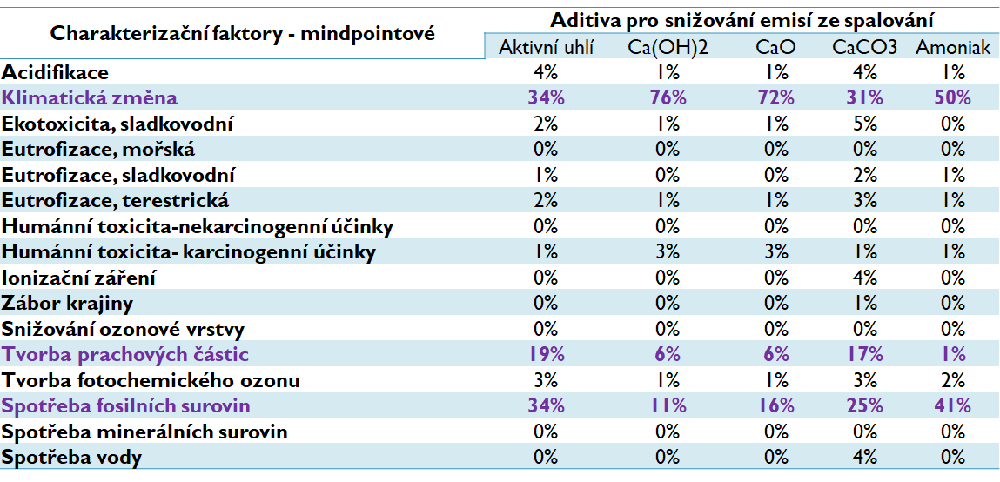 Charakterizační faktory - mindpointové
Aditiva pro snižování emisí ze spalování
Aktivní uhlí Ca(OH)2 CaO CaCO3 Amoniak
Acidifikace 4% 1% 1% 4% 1%
Klimatická změna 34% 76% 72% 31% 50%
Ekotoxicita, sladkovodní 2% 1% 1% 5% 0%
Eutrofizace, mořská 0% 0% 0% 0% 0%
Eutrofizace, sladkovodní 1% 0% 0% 2% 1%
Eutrofizace, terestrická 2% 1% 1% 3% 1%
Humánní toxicita-nekarcinogenní účinky 0% 0% 0% 0% 0%
Humánní toxicita- karcinogenní účinky 1% 3% 3% 1% 1%
Ionizační záření 0% 0% 0% 4% 0%
Zábor krajiny 0% 0% 0% 1% 0%
Snižování ozonové vrstvy 0% 0% 0% 0% 0%
Tvorba prachových částic 19% 6% 6% 17% 1%
Tvorba fotochemického ozonu 3% 1% 1% 3% 2%
Spotřeba fosilních surovin 34% 11% 16% 25% 41%
Spotřeba minerálních surovin 0% 0% 0% 0% 0%
Spotřeba vody 0% 0% 0% 4% 0%